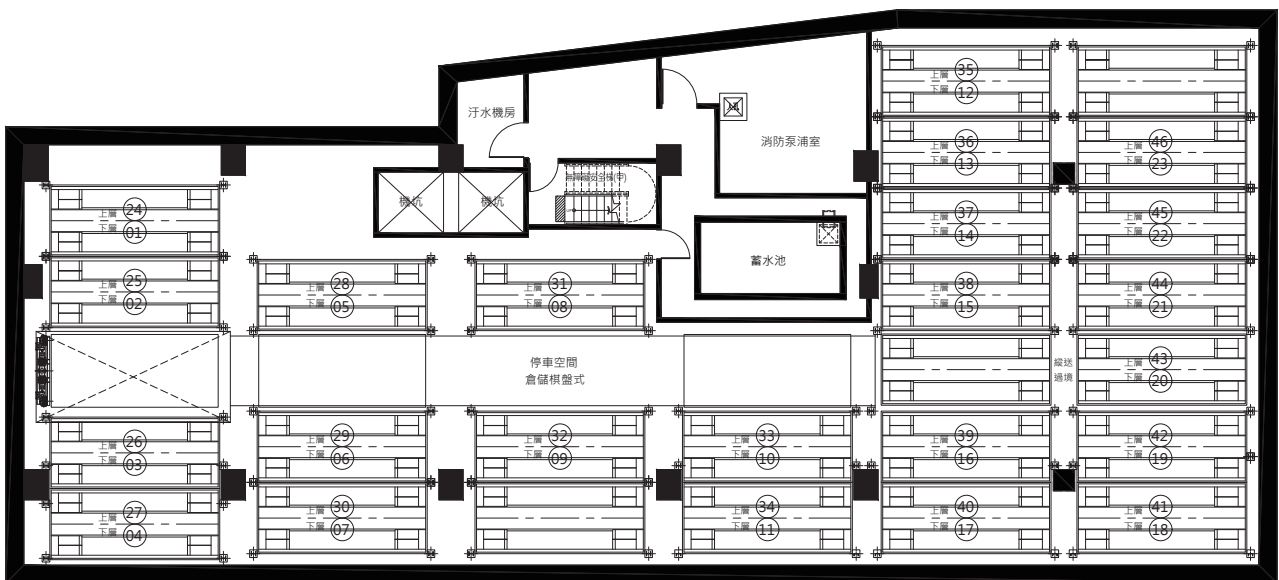 汙水機房
消防泵浦室
機坑
機坑
蓄水池
停車空間
倉儲棋盤式
縱送
過境
上層 24
下層 01
上層 25
下層 02
上層 26
下層 03
上層 27
下層 04
上層 28
下層 05
上層 29
下層 06
上層 30
下層 07
上層 31
下層 08
上層 32
下層 09
上層 33
下層 10
上層 34
下層 11
上層 35
下層 12
上層 36
下層 13
上層 37
下層 14
上層 38
下層 15
上層 39
下層 16
上層 40
下層 17
上層 46
下層 23
上層 45
下層 22
上層 44
下層 21
上層 43
下層 20
上層 42
下層 19
上層 41
下層 18